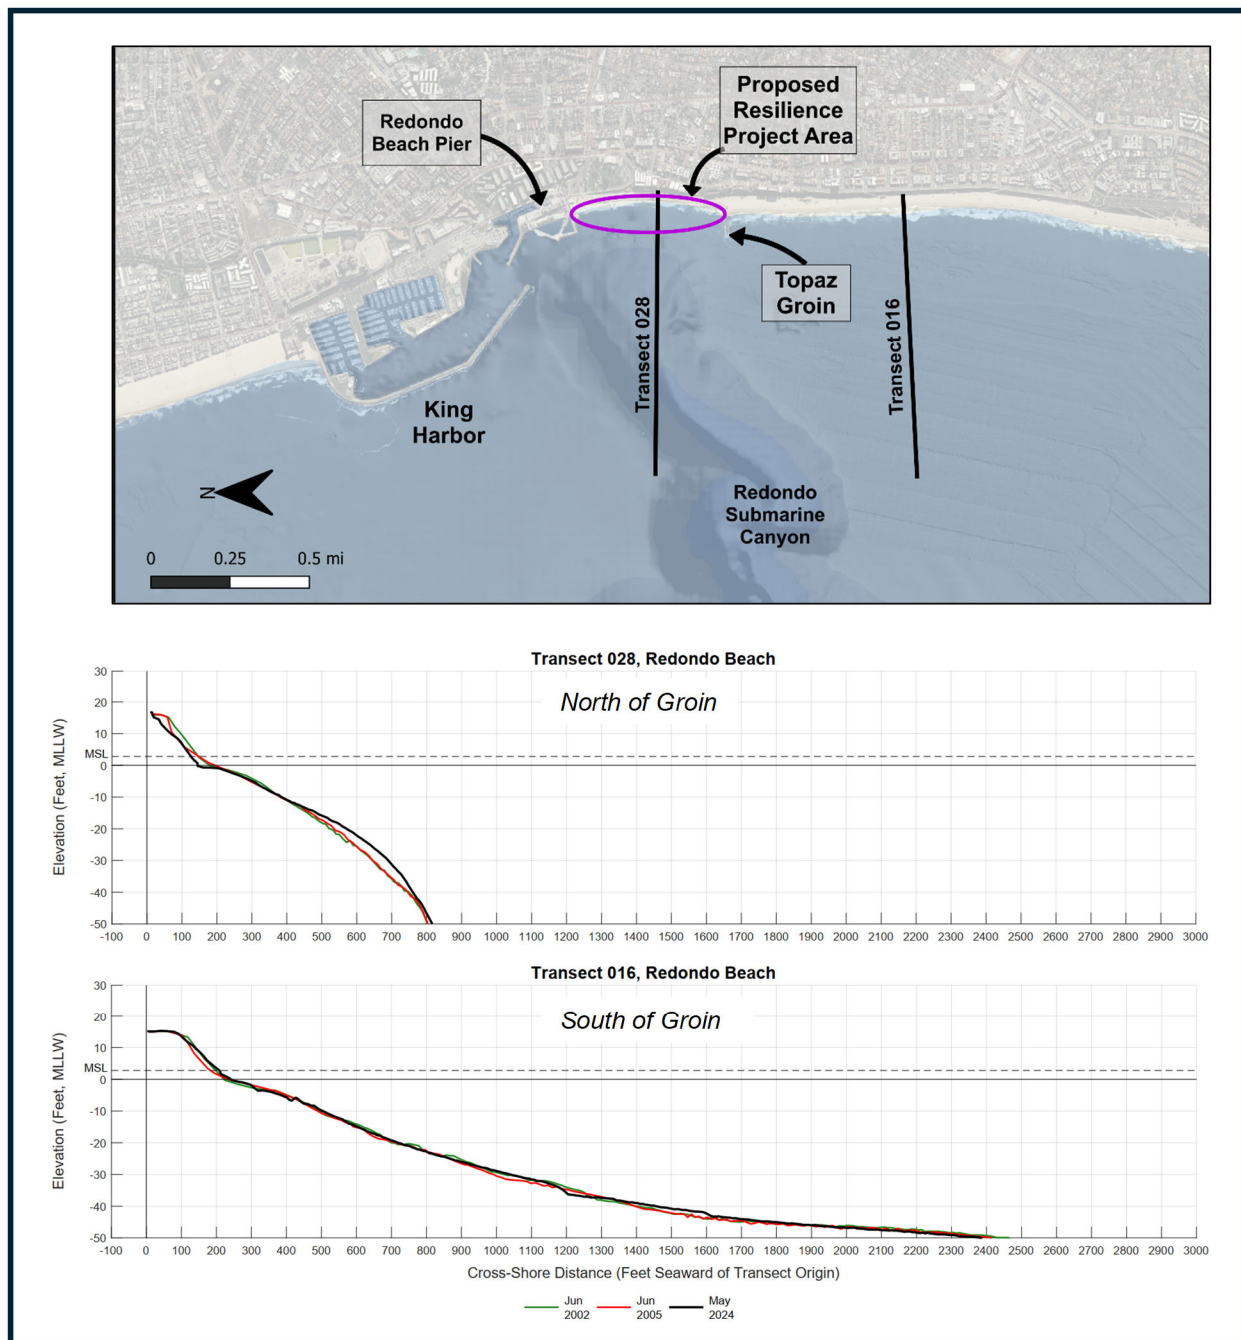 Proposed
Resilience
Project Area
Redondo
Beach Pier
Topaz
Groin
Transect 028
Transect 016
King
Harbor
Redondo
Submarine
Canyon
N
0 0.25 0.5 mi
Transect 028, Redondo Beach
North of Groin
Elevation (Feet, MLLW)
30
20
10
MSL
0
-10
-20
-30
-40
-50
-100 0 100 200 300 400 500 600 700 800 900 1000 1100 1200 1300 1400 1500 1600 1700 1800 1900 2000 2100 2200 2300 2400 2500 2600 2700 2800 2900 3000
Transect 016, Redondo Beach
South of Groin
Elevation (Feet, MLLW)
30
20
10
MSL
0
-10
-20
-30
-40
-50
-100 0 100 200 300 400 500 600 700 800 900 1000 1100 1200 1300 1400 1500 1600 1700 1800 1900 2000 2100 2200 2300 2400 2500 2600 2700 2800 2900 3000
Cross-Shore Distance (Feet Seaward of Transect Origin)
Jun Jun May
2002 2005 2024